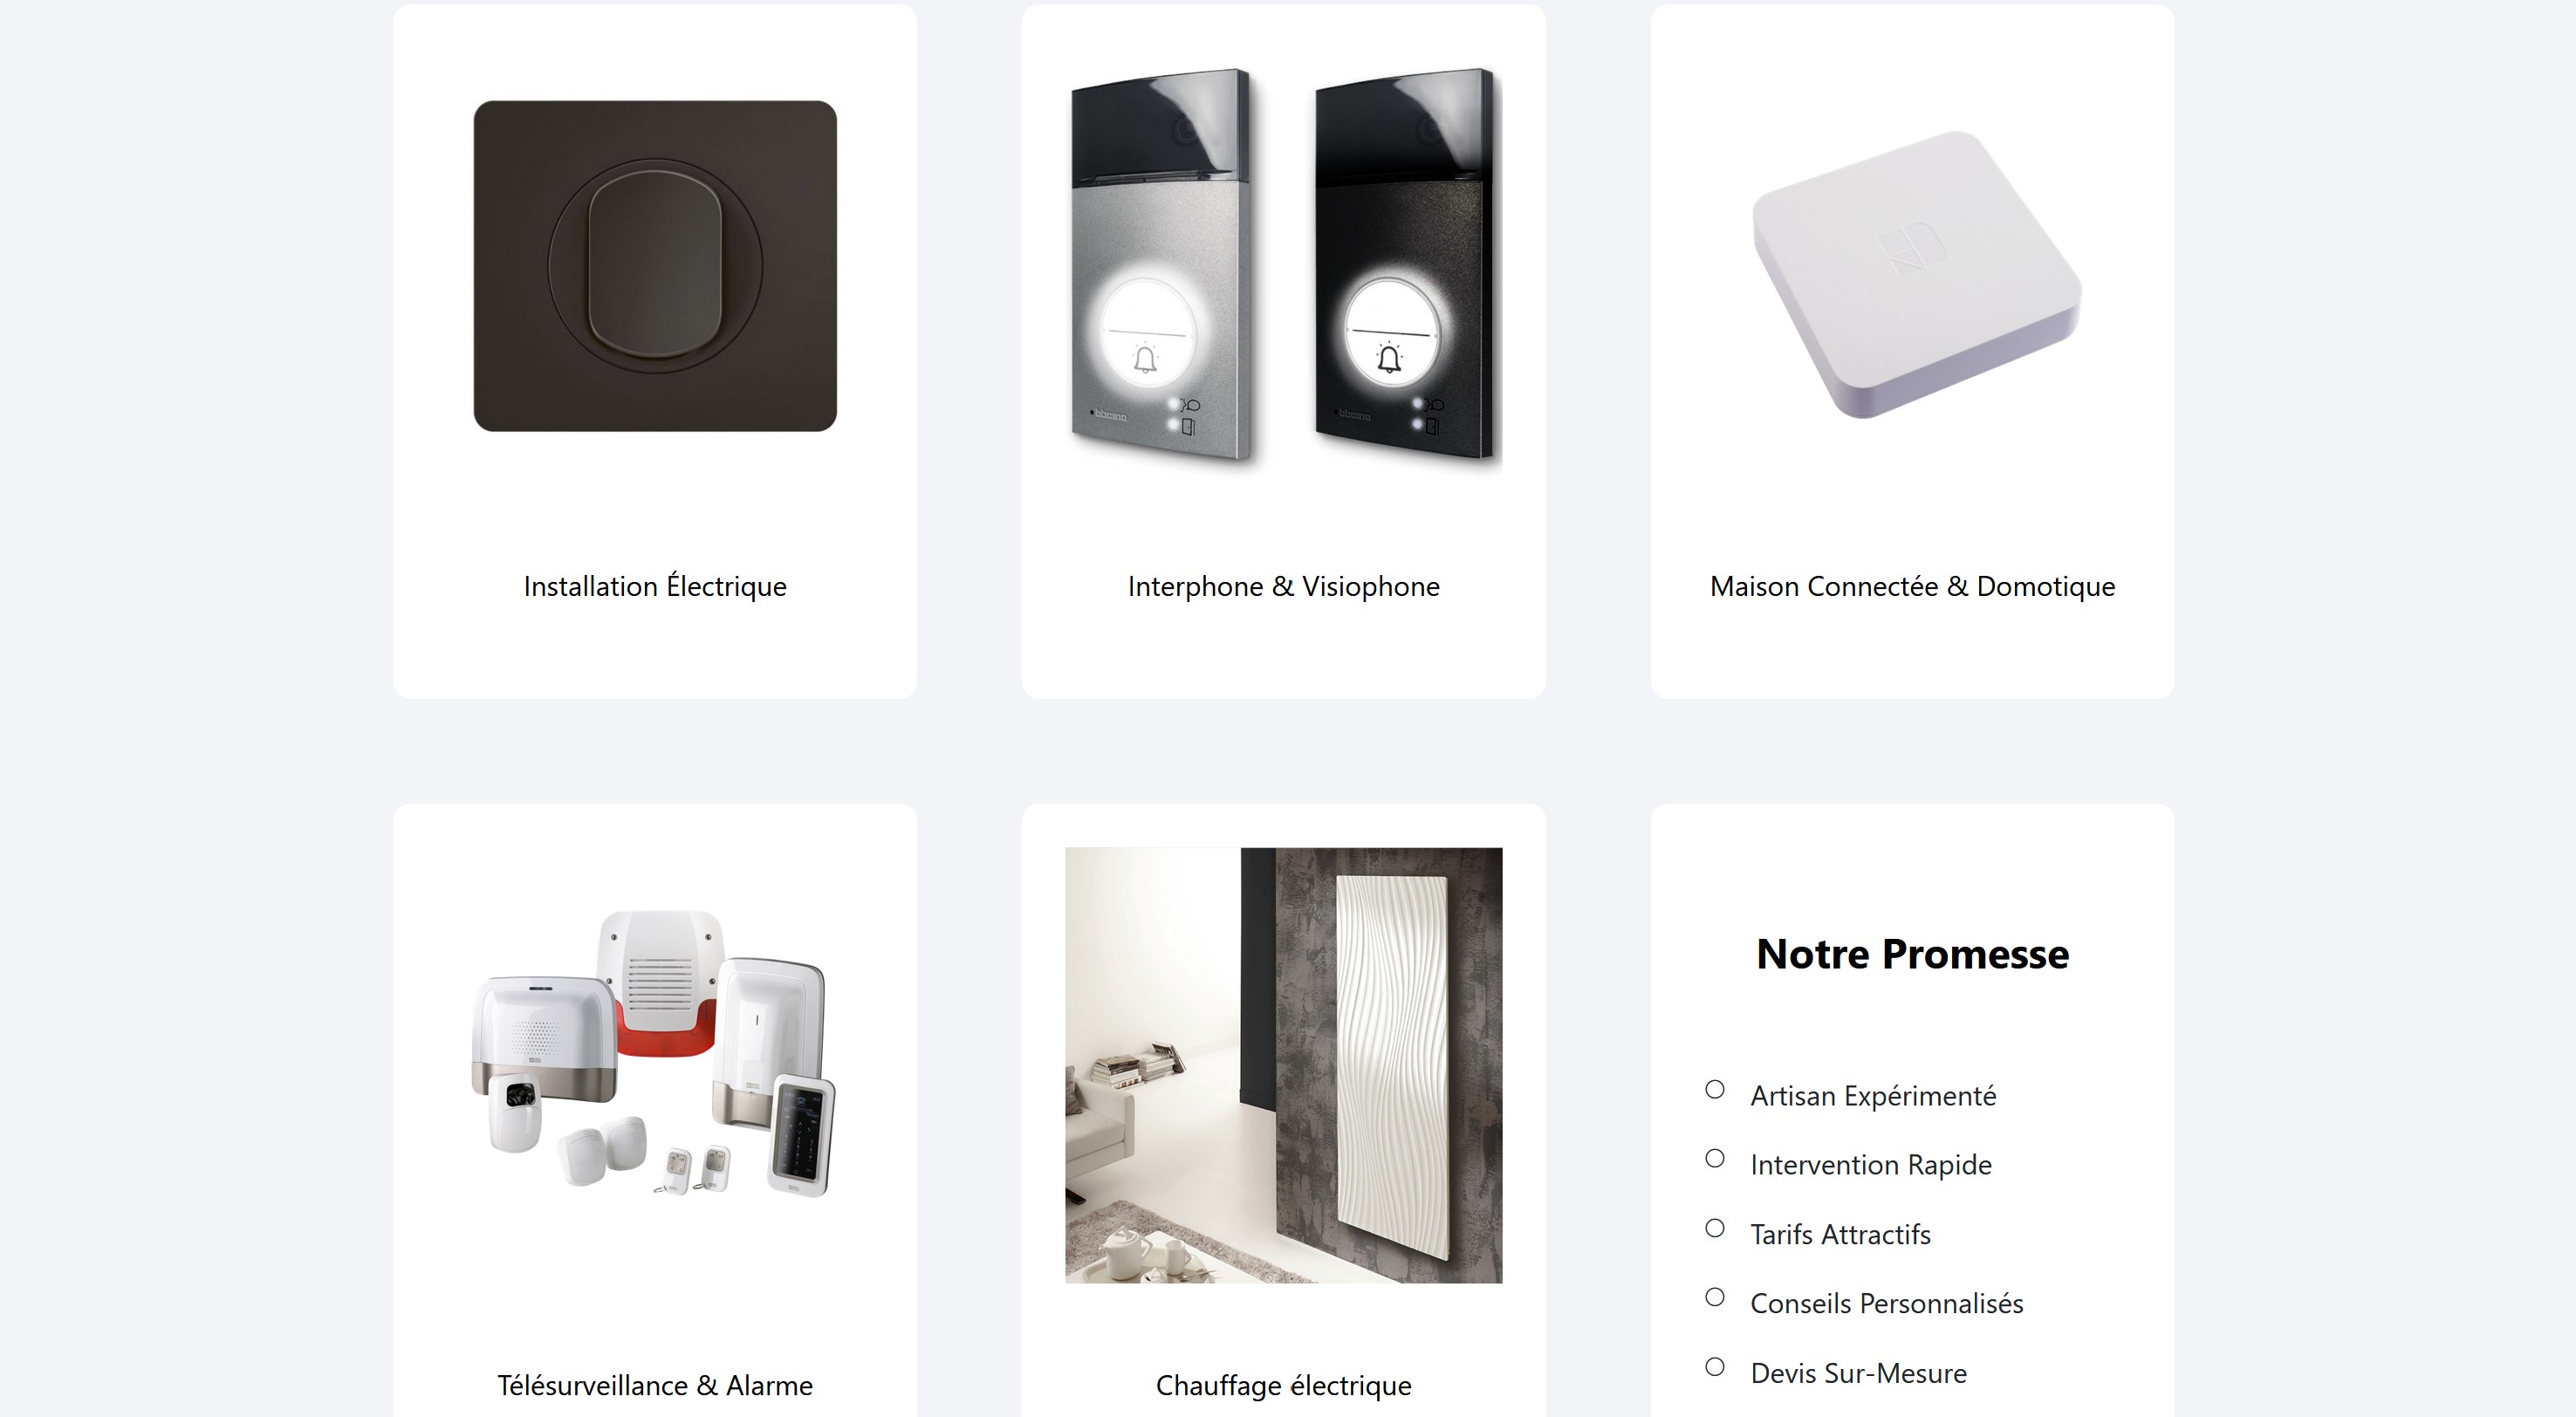 Installation Électrique
Interphone & Visiophone
Maison Connectée & Domotique
Télésurveillance & Alarme
Chauffage électrique
Notre Promesse
Artisan Expérimenté
Intervention Rapide
Tarifs Attractifs
Conseils Personnalisés
Devis Sur-Mesure